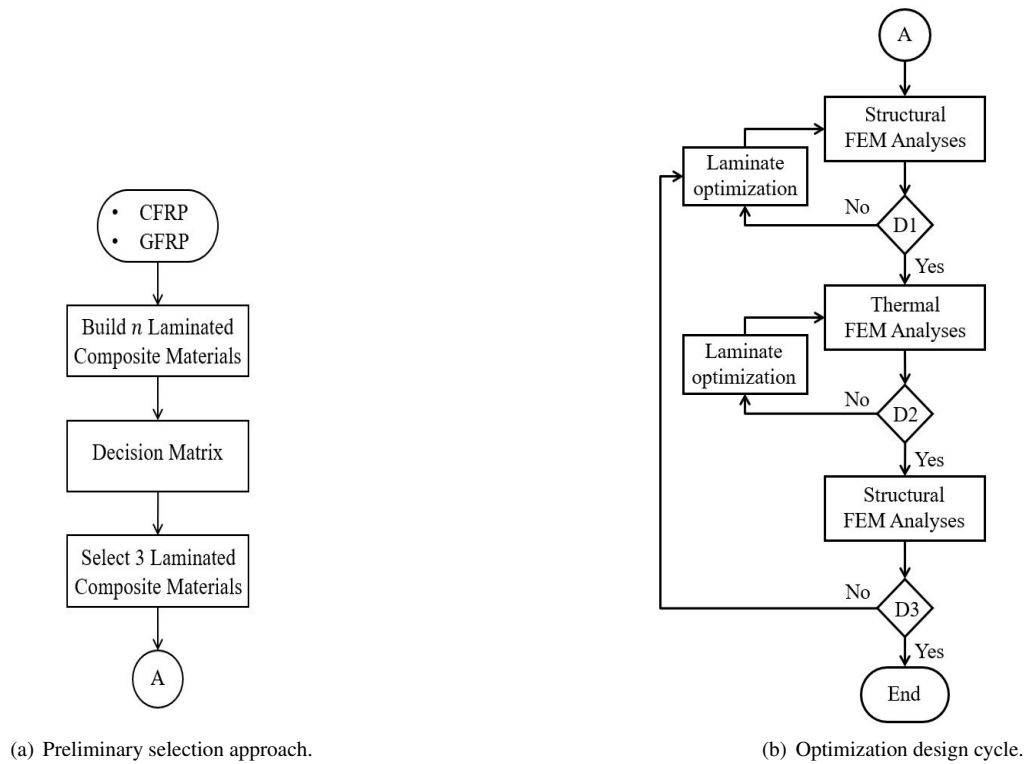 • CFRP
• GFRP
Build n Laminated
Composite Materials
Decision Matrix
Select 3 Laminated
Composite Materials
A
(a) Preliminary selection approach.
A
Structural
FEM Analyses
Laminate
optimization
No
D1
Yes
Thermal
FEM Analyses
Laminate
optimization
No
D2
Yes
Structural
FEM Analyses
No
D3
Yes
End
(b) Optimization design cycle.